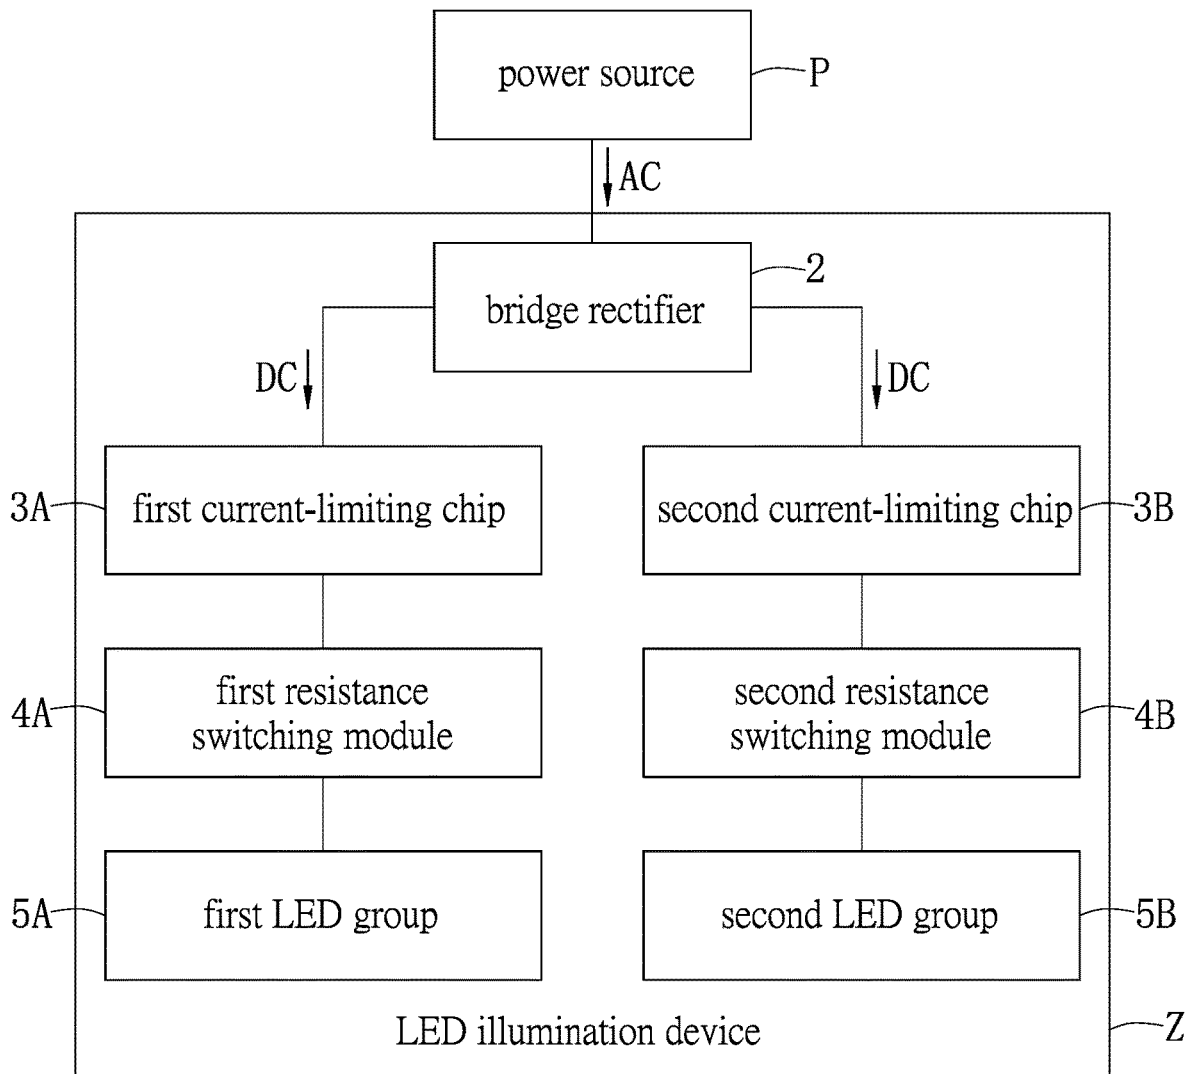 power source
P
AC
2
bridge rectifier
DC
DC
3A
first current-limiting chip
second current-limiting chip
3B
4A
first resistance
switching module
second resistance
switching module
4B
5A
first LED group
second LED group
5B
LED illumination device
Z